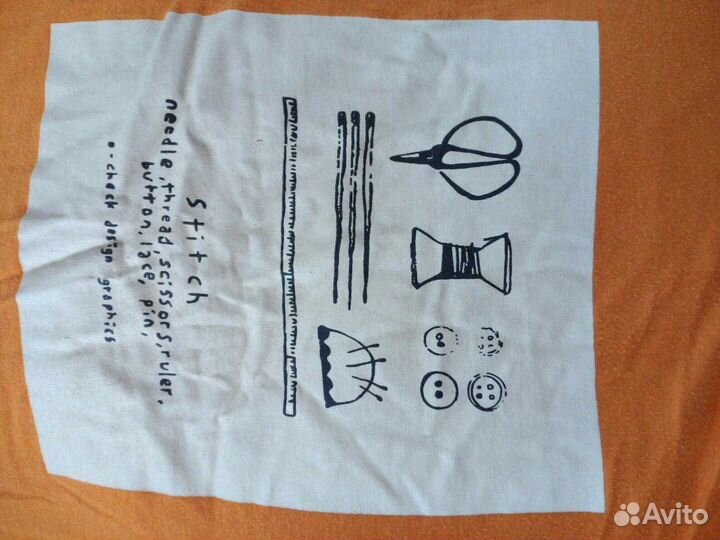 stitch
needle, thread, scissors, ruler,
button, lace, pin,
o-check design graphics
Avito